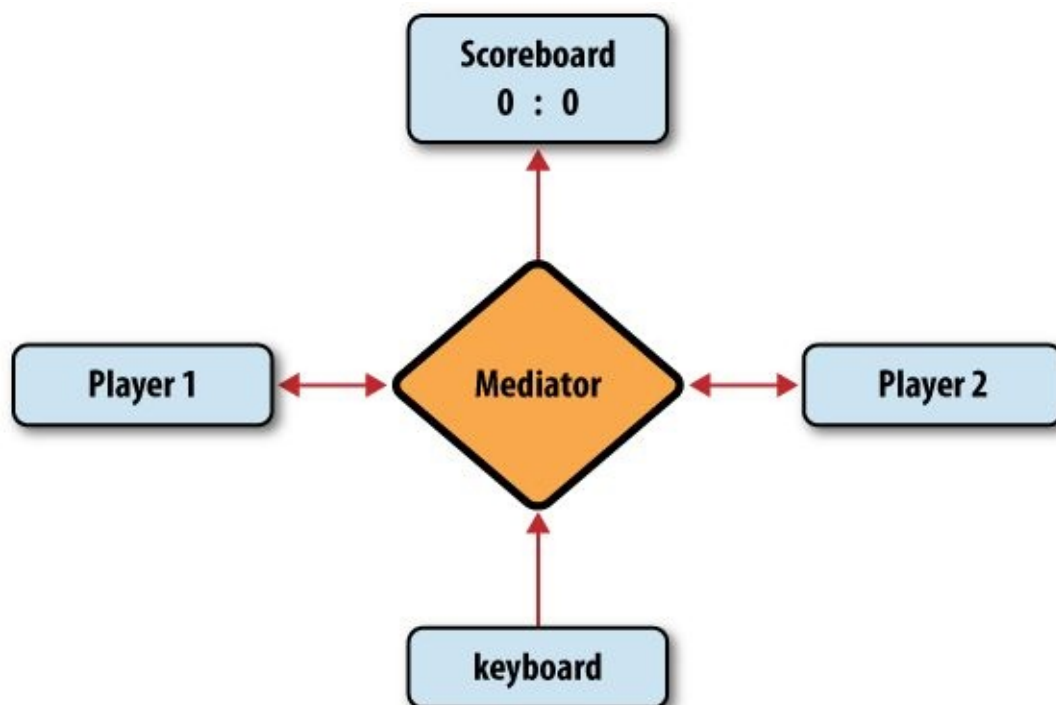 Scoreboard
0 : 0
Player 1
Mediator
Player 2
keyboard